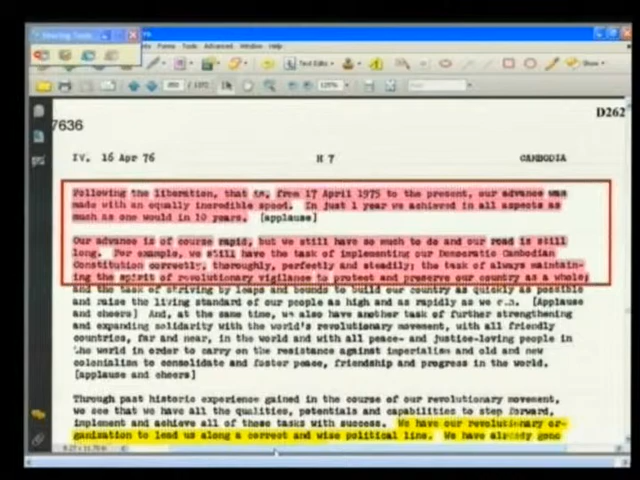 Forms Tools Advanced Window Help
Show
D262
7636
IV. 16 Apr 76 H 7 CAMBODIA
Following the liberation, that is, from 17 April 1975 to the present, our advance was
made with an equally incredible speed. In just 1 year we achieved in all aspects as
much as one would in 10 years. [applause]
Our advance is of course rapid, but we still have so much to do and our road is still
long. For example, we still have the task of implementing our Democratic Cambodian
Constitution correctly, thoroughly, perfectly and steadily; the task of always maintain-
ing the spirit of revolutionary vigilance to protect and preserve our country as a whole;
and the task of striving by leaps and bounds to build our country as quickly as possible
and raise the living standard of our people as high and as rapidly as we can. [Applause
and cheers] And, at the same time, we also have another task of further strengthening
and expanding solidarity with the world's revolutionary movement, with all friendly
countries, far and near, in the world and with all peace- and justice-loving people in
the world in order to carry on the resistance against imperialism and old and new
colonialism to consolidate and foster peace, friendship and progress in the world.
[applause and cheers]
Through past historic experience gained in the course of our revolutionary movement,
we see that we have all the qualities, potentials and capabilities to step forward,
implement and achieve all of these tasks with success. We have our revolutionary or-
ganization to lead us along a correct and wise political line. We have already gone